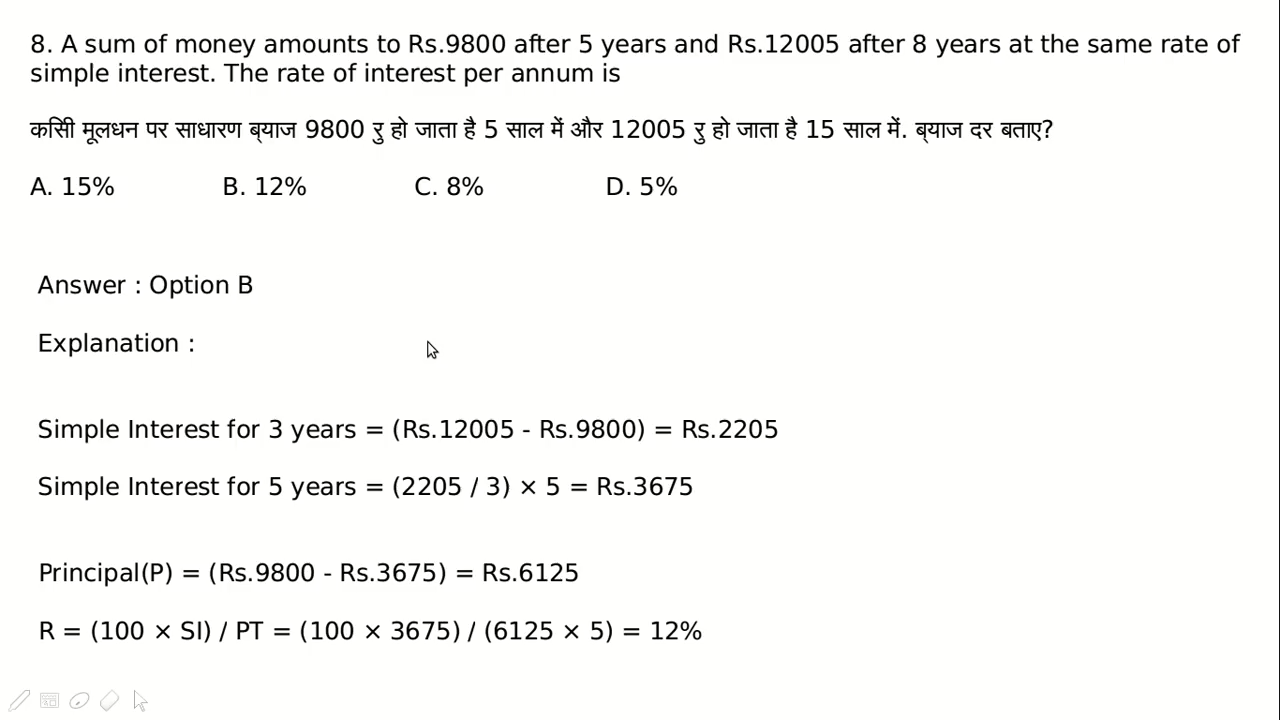 8. A sum of money amounts to Rs.9800 after 5 years and Rs.12005 after 8 years at the same rate of
simple interest. The rate of interest per annum is
किसिी मूलधन पर साधारण ब्‌याज 9800 रु हो जाता है 5 साल में और 12005 रु हो जाता है 15 साल में. ब्‌याज दर बताए?
A. 15% B. 12% C. 8% D. 5%
Answer : Option B
Explanation :
Simple Interest for 3 years = (Rs.12005 - Rs.9800) = Rs.2205
Simple Interest for 5 years = (2205 / 3) × 5 = Rs.3675
Principal(P) = (Rs.9800 - Rs.3675) = Rs.6125
R = (100 × SI) / PT = (100 × 3675) / (6125 × 5) = 12%